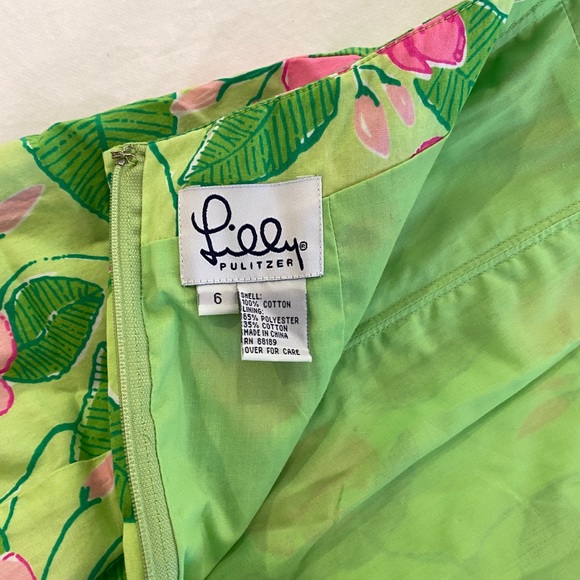 Lilly®
PULITZER
6
SHELL:
100% COTTON
LINING:
65% POLYESTER
35% COTTON
MADE IN CHINA
RN 88189
OVER FOR CARE